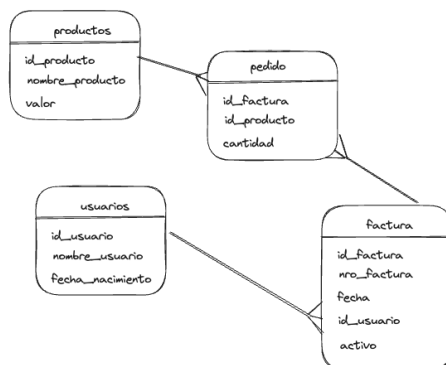 productos
id_producto
nombre_producto
valor
pedido
id_factura
id_producto
cantidad
usuarios
id_usuario
nombre_usuario
fecha_nacimiento
factura
id_factura
nro_factura
fecha
id_usuario
activo